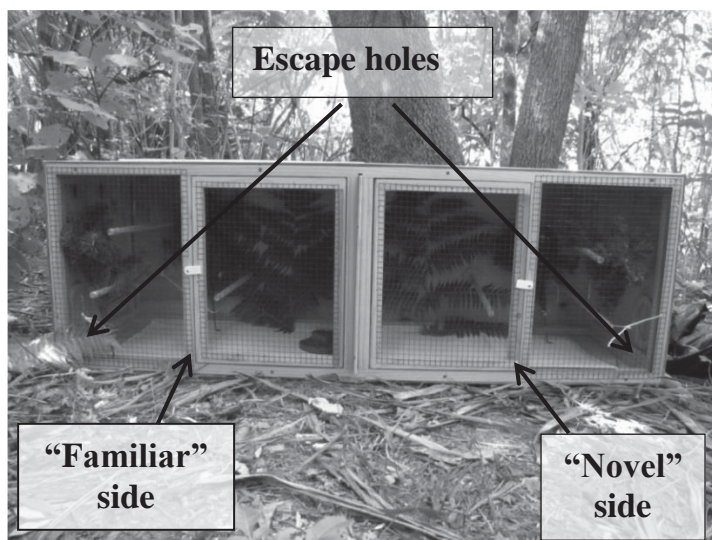 Escape holes
“Familiar”
side
“Novel”
side